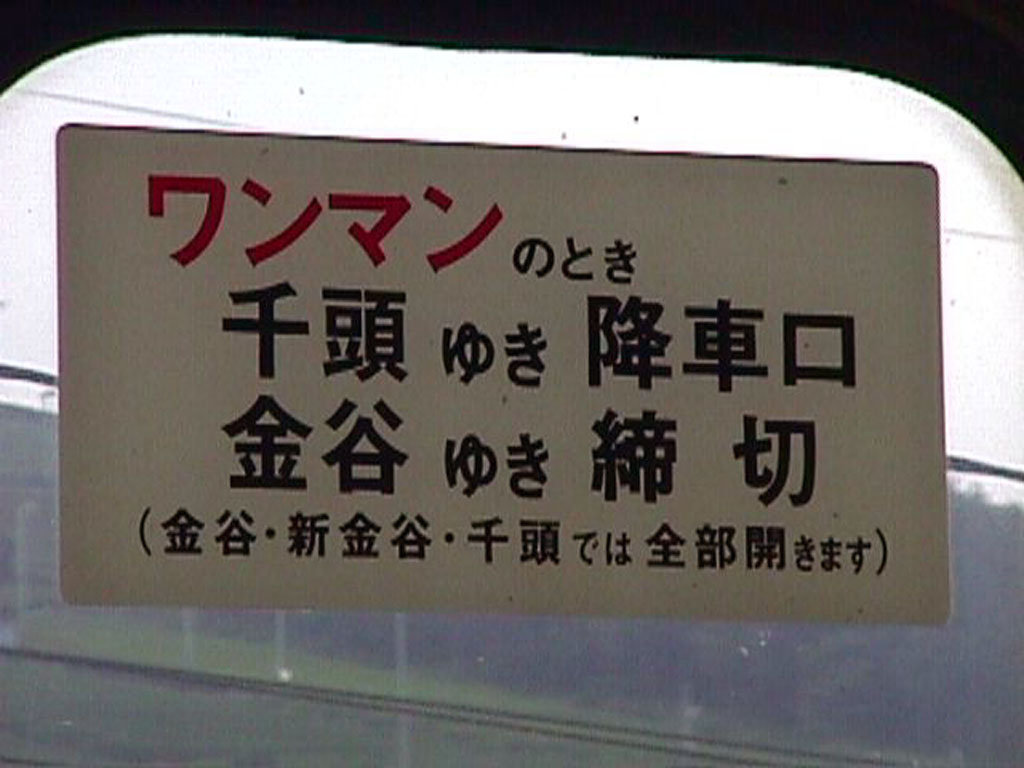 ワンマンのとき
千頭 ゆき 降車口
金谷 ゆき 締 切
(金谷・新金谷・千頭では全部開きます)